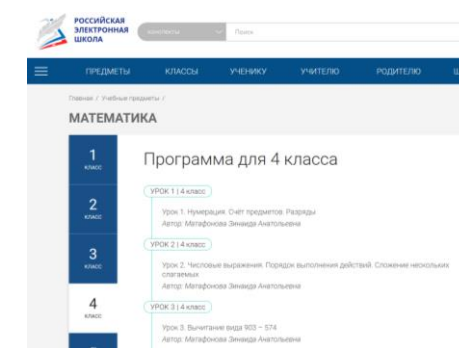 РОССИЙСКАЯ
ЭЛЕКТРОННАЯ
ШКОЛА
Поиск
ПРЕДМЕТЫ КЛАССЫ УЧЕНИКУ УЧИТЕЛЮ РОДИТЕЛЮ
Главная / Учебные предметы /
МАТЕМАТИКА
1
класс
2
класс
3
класс
4
класс
Программа для 4 класса
УРОК 1 | 4 класс
Урок 1. Нумерация. Счёт предметов. Разряды
Автор: Матафонова Зинаида Анатольевна
УРОК 2 | 4 класс
Урок 2. Числовые выражения. Порядок выполнения действий. Сложение нескольких
слагаемых
Автор: Матафонова Зинаида Анатольевна
УРОК 3 | 4 класс
Урок 3. Вычитание вида 903 – 574
Автор: Матафонова Зинаида Анатольевна